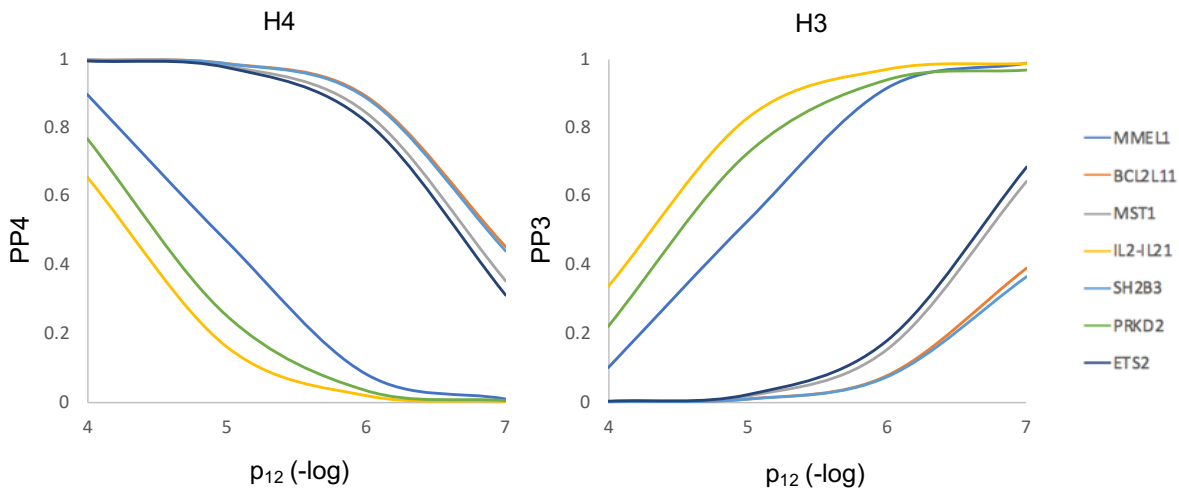 H4
1
0.8
0.6
0.4
0.2
0
4 5 6 7
PP4
p₁₂ (-log)
H3
1
0.8
0.6
0.4
0.2
0
4 5 6 7
PP3
p₁₂ (-log)
MMEL1
BCL2L11
MST1
IL2-IL21
SH2B3
PRKD2
ETS2